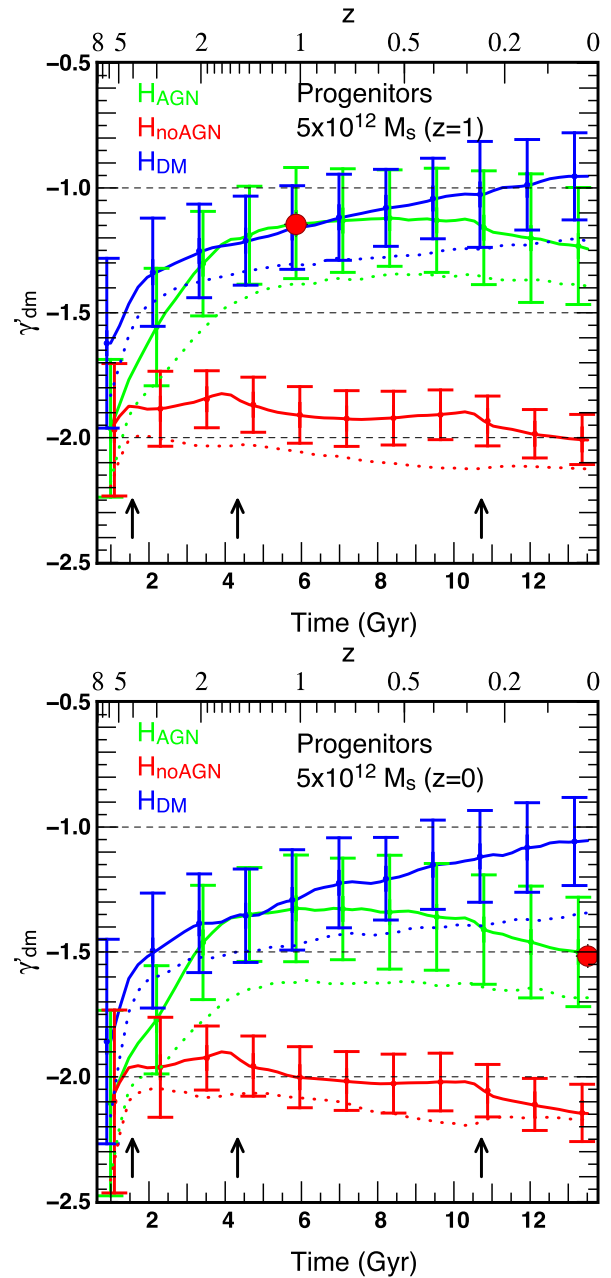 z
8 5 2 1 0.5 0.2 0
−0.5
H_AGN
Progenitors
H_noAGN
5x10^12 M_s (z=1)
H_DM
−1.0
−1.5
γ'_dm
−2.0
−2.5
2 4 6 8 10 12
Time (Gyr)
z
8 5 2 1 0.5 0.2 0
−0.5
H_AGN
Progenitors
H_noAGN
5x10^12 M_s (z=0)
H_DM
−1.0
−1.5
γ'_dm
−2.0
−2.5
2 4 6 8 10 12
Time (Gyr)